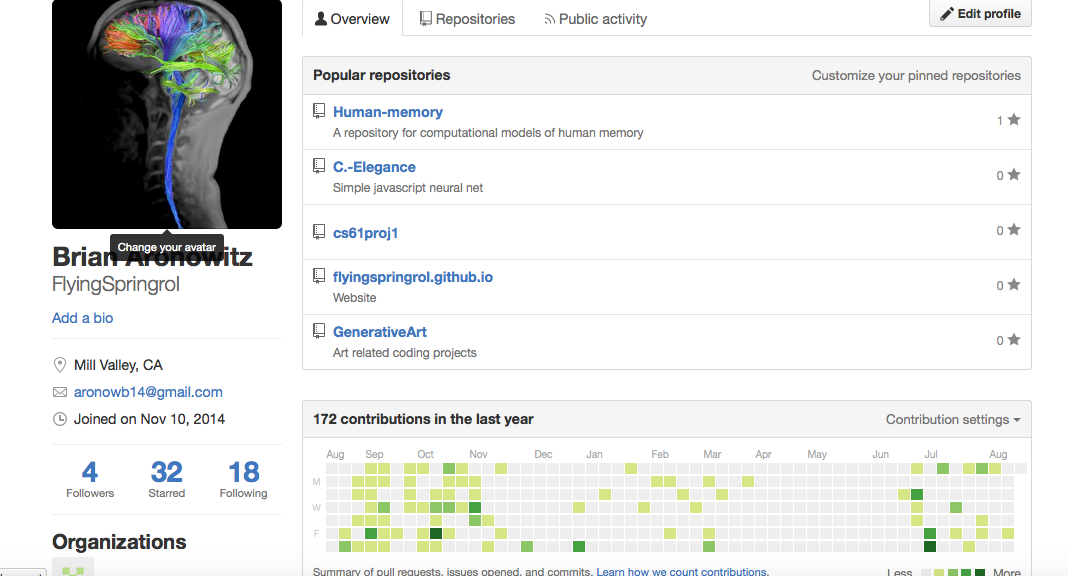 Overview
Repositories
Public activity
Edit profile
Change your avatar
Brian Aronowitz
FlyingSpringrol
Add a bio
Mill Valley, CA
aronowb14@gmail.com
Joined on Nov 10, 2014
4 32 18
Followers Starred Following
Organizations
Popular repositories
Customize your pinned repositories
Human-memory
1
A repository for computational models of human memory
C.-Elegance
0
Simple javascript neural net
cs61proj1
0
flyingspringrol.github.io
0
Website
GenerativeArt
0
Art related coding projects
172 contributions in the last year
Contribution settings
Aug Sep Oct Nov Dec Jan Feb Mar Apr May Jun Jul Aug
M
W
F
Summary of pull requests, issues opened, and commits. Learn how we count contributions.
Less More